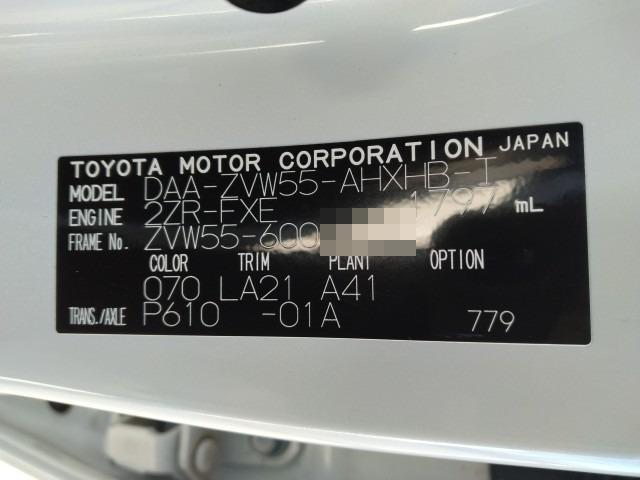 TOYOTA MOTOR CORPORATION JAPAN
MODEL DAA-ZVW55-AHXHB-I
ENGINE 2ZR-FXE 1797 mL
FRAME No. ZVW55-600
COLOR TRIM PLANT OPTION
070 LA21 A41
TRANS./AXLE P610 -01A 779